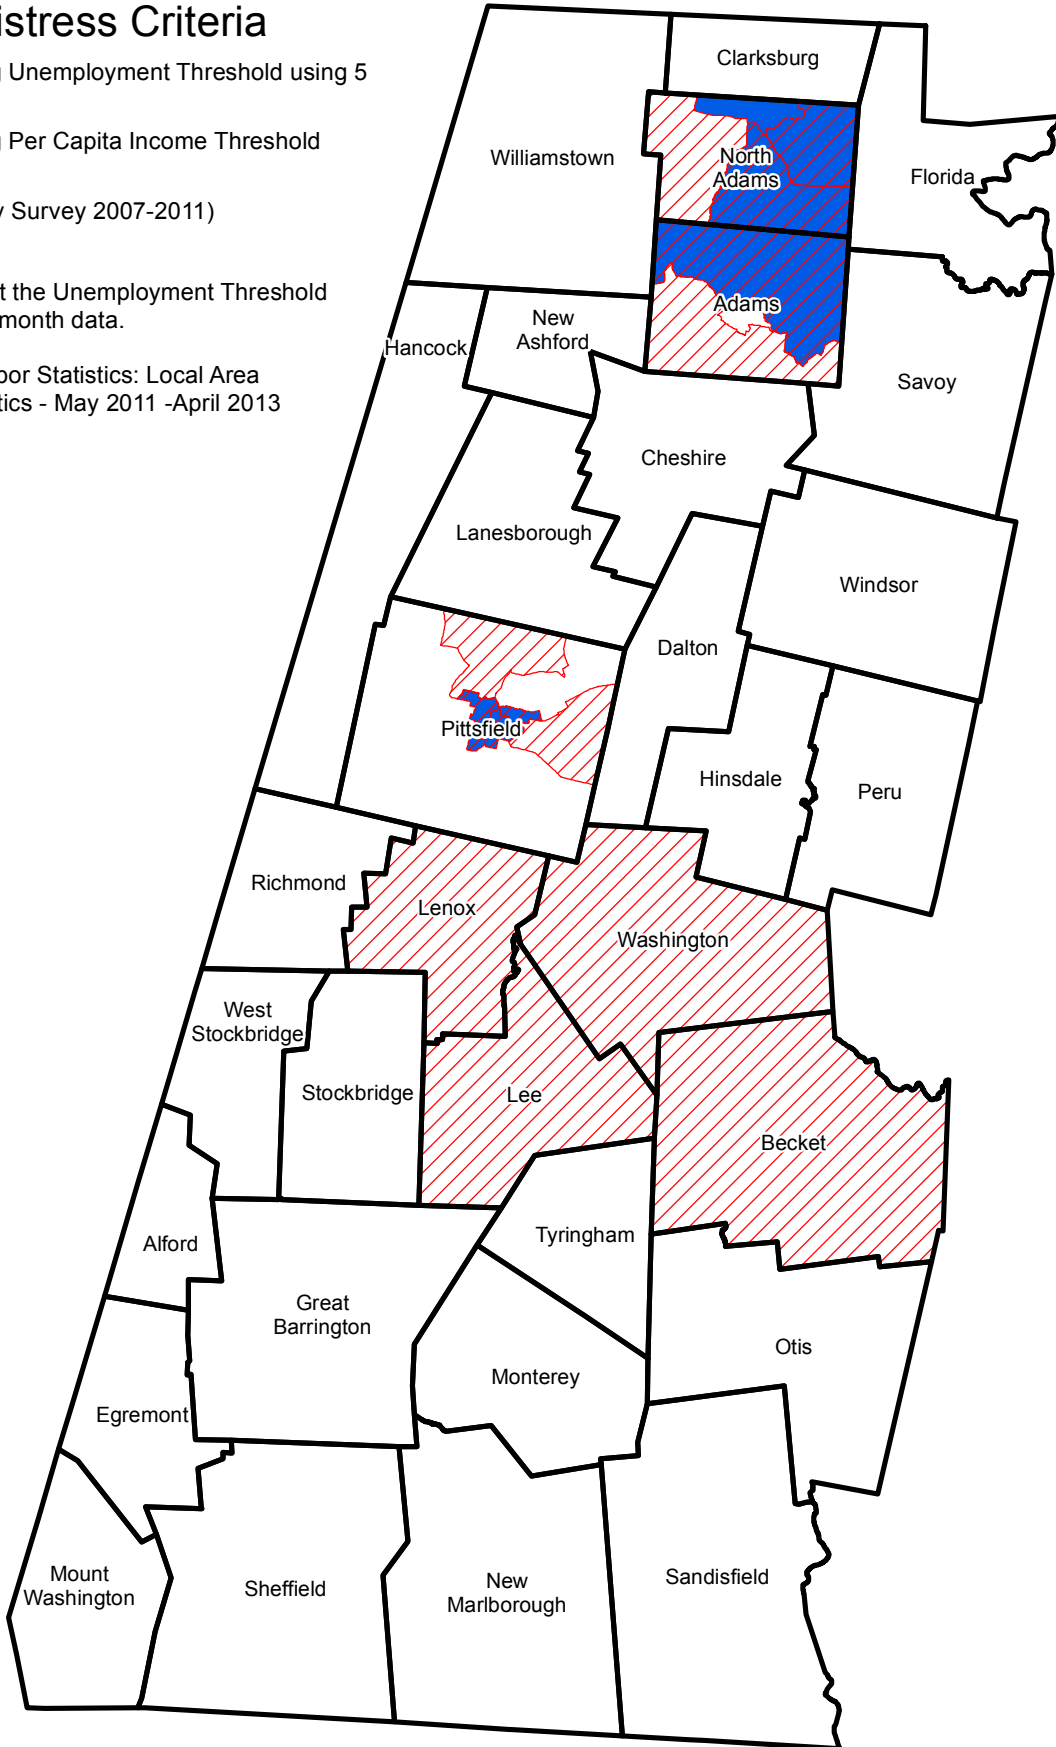 istress Criteria
Unemployment Threshold using 5
Per Capita Income Threshold
Survey 2007-2011)
t the Unemployment Threshold
month data.
bor Statistics: Local Area
tics - May 2011 -April 2013
Clarksburg
Williamstown
North
Adams
Florida
Adams
New
Ashford
Hancock
Savoy
Cheshire
Lanesborough
Windsor
Dalton
Pittsfield
Hinsdale
Peru
Richmond
Lenox
Washington
West
Stockbridge
Stockbridge
Lee
Becket
Alford
Tyringham
Great
Barrington
Otis
Monterey
Egremont
Mount
Washington
Sheffield
New
Marlborough
Sandisfield